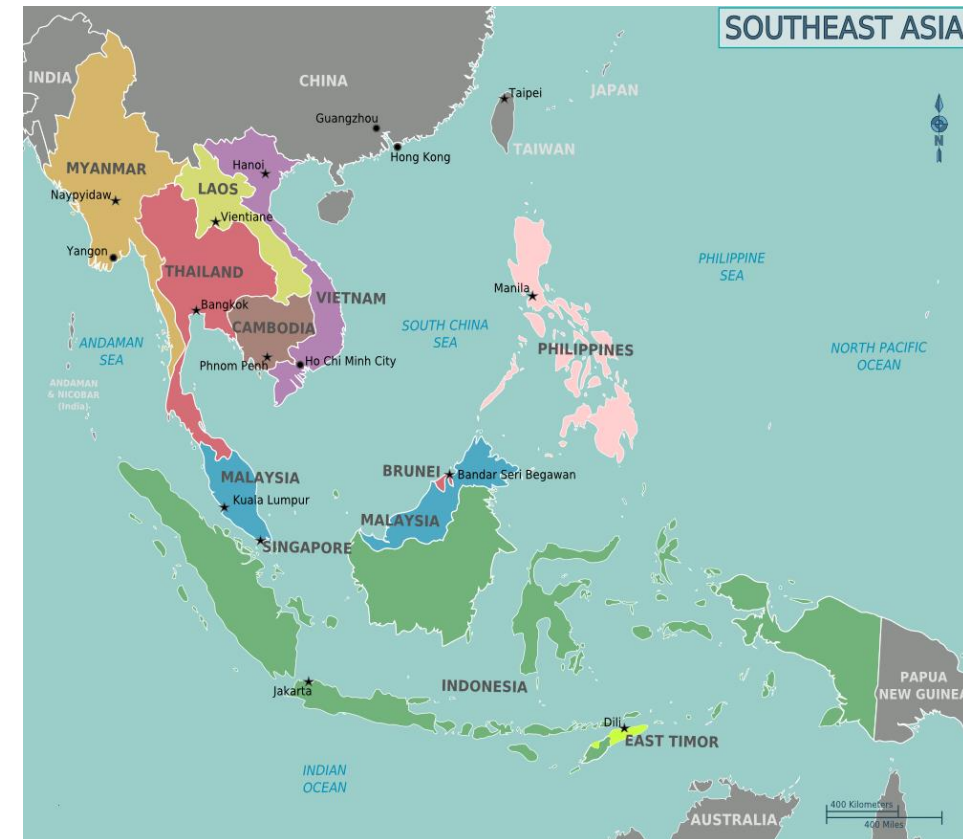 SOUTHEAST ASIA
INDIA
CHINA
Taipei
JAPAN
Guangzhou
Hong Kong
TAIWAN
N
Hanoi
MYANMAR
LAOS
Naypyidaw
Vientiane
Yangon
THAILAND
PHILIPPINE
SEA
Manila
VIETNAM
Bangkok
CAMBODIA
SOUTH CHINA
SEA
ANDAMAN
SEA
PHILIPPINES
NORTH PACIFIC
OCEAN
Phnom Penh
Ho Chi Minh City
ANDAMAN
& NICOBAR
(India)
BRUNEI
Bandar Seri Begawan
MALAYSIA
Kuala Lumpur
MALAYSIA
SINGAPORE
PAPUA
NEW GUINEA
INDONESIA
Jakarta
Dili
EAST TIMOR
INDIAN
OCEAN
400 Kilometers
400 Miles
AUSTRALIA